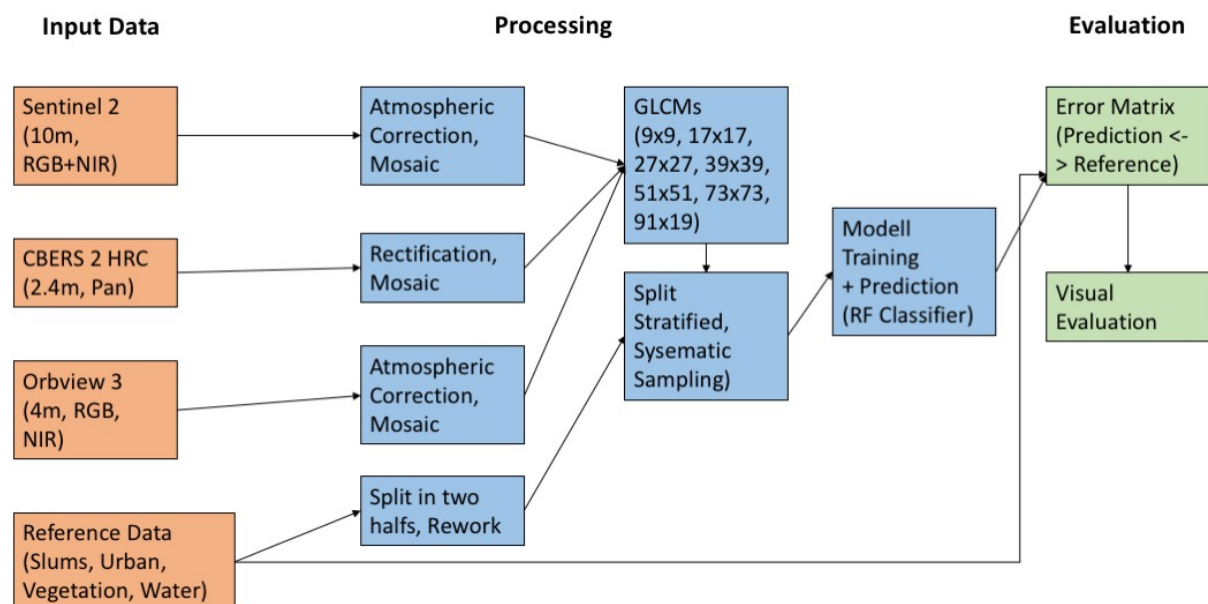 Input Data
Processing
Evaluation
Sentinel 2
(10m,
RGB+NIR)
Atmospheric
Correction,
Mosaic
GLCMs
(9x9, 17x17,
27x27, 39x39,
51x51, 73x73,
91x19)
Error Matrix
(Prediction <-
> Reference)
CBERS 2 HRC
(2.4m, Pan)
Rectification,
Mosaic
Split
Stratified,
Sysematic
Sampling)
Modell
Training
+ Prediction
(RF Classifier)
Visual
Evaluation
Orbview 3
(4m, RGB,
NIR)
Atmospheric
Correction,
Mosaic
Reference Data
(Slums, Urban,
Vegetation, Water)
Split in two
halfs, Rework